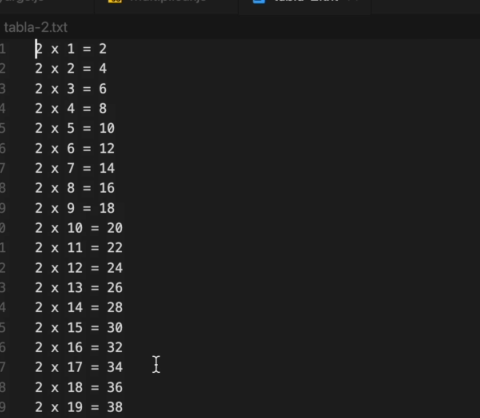 tabla-2.txt
1 2 x 1 = 2
2 2 x 2 = 4
3 2 x 3 = 6
4 2 x 4 = 8
5 2 x 5 = 10
6 2 x 6 = 12
7 2 x 7 = 14
8 2 x 8 = 16
9 2 x 9 = 18
0 2 x 10 = 20
1 2 x 11 = 22
2 2 x 12 = 24
3 2 x 13 = 26
4 2 x 14 = 28
5 2 x 15 = 30
6 2 x 16 = 32
7 2 x 17 = 34
8 2 x 18 = 36
9 2 x 19 = 38